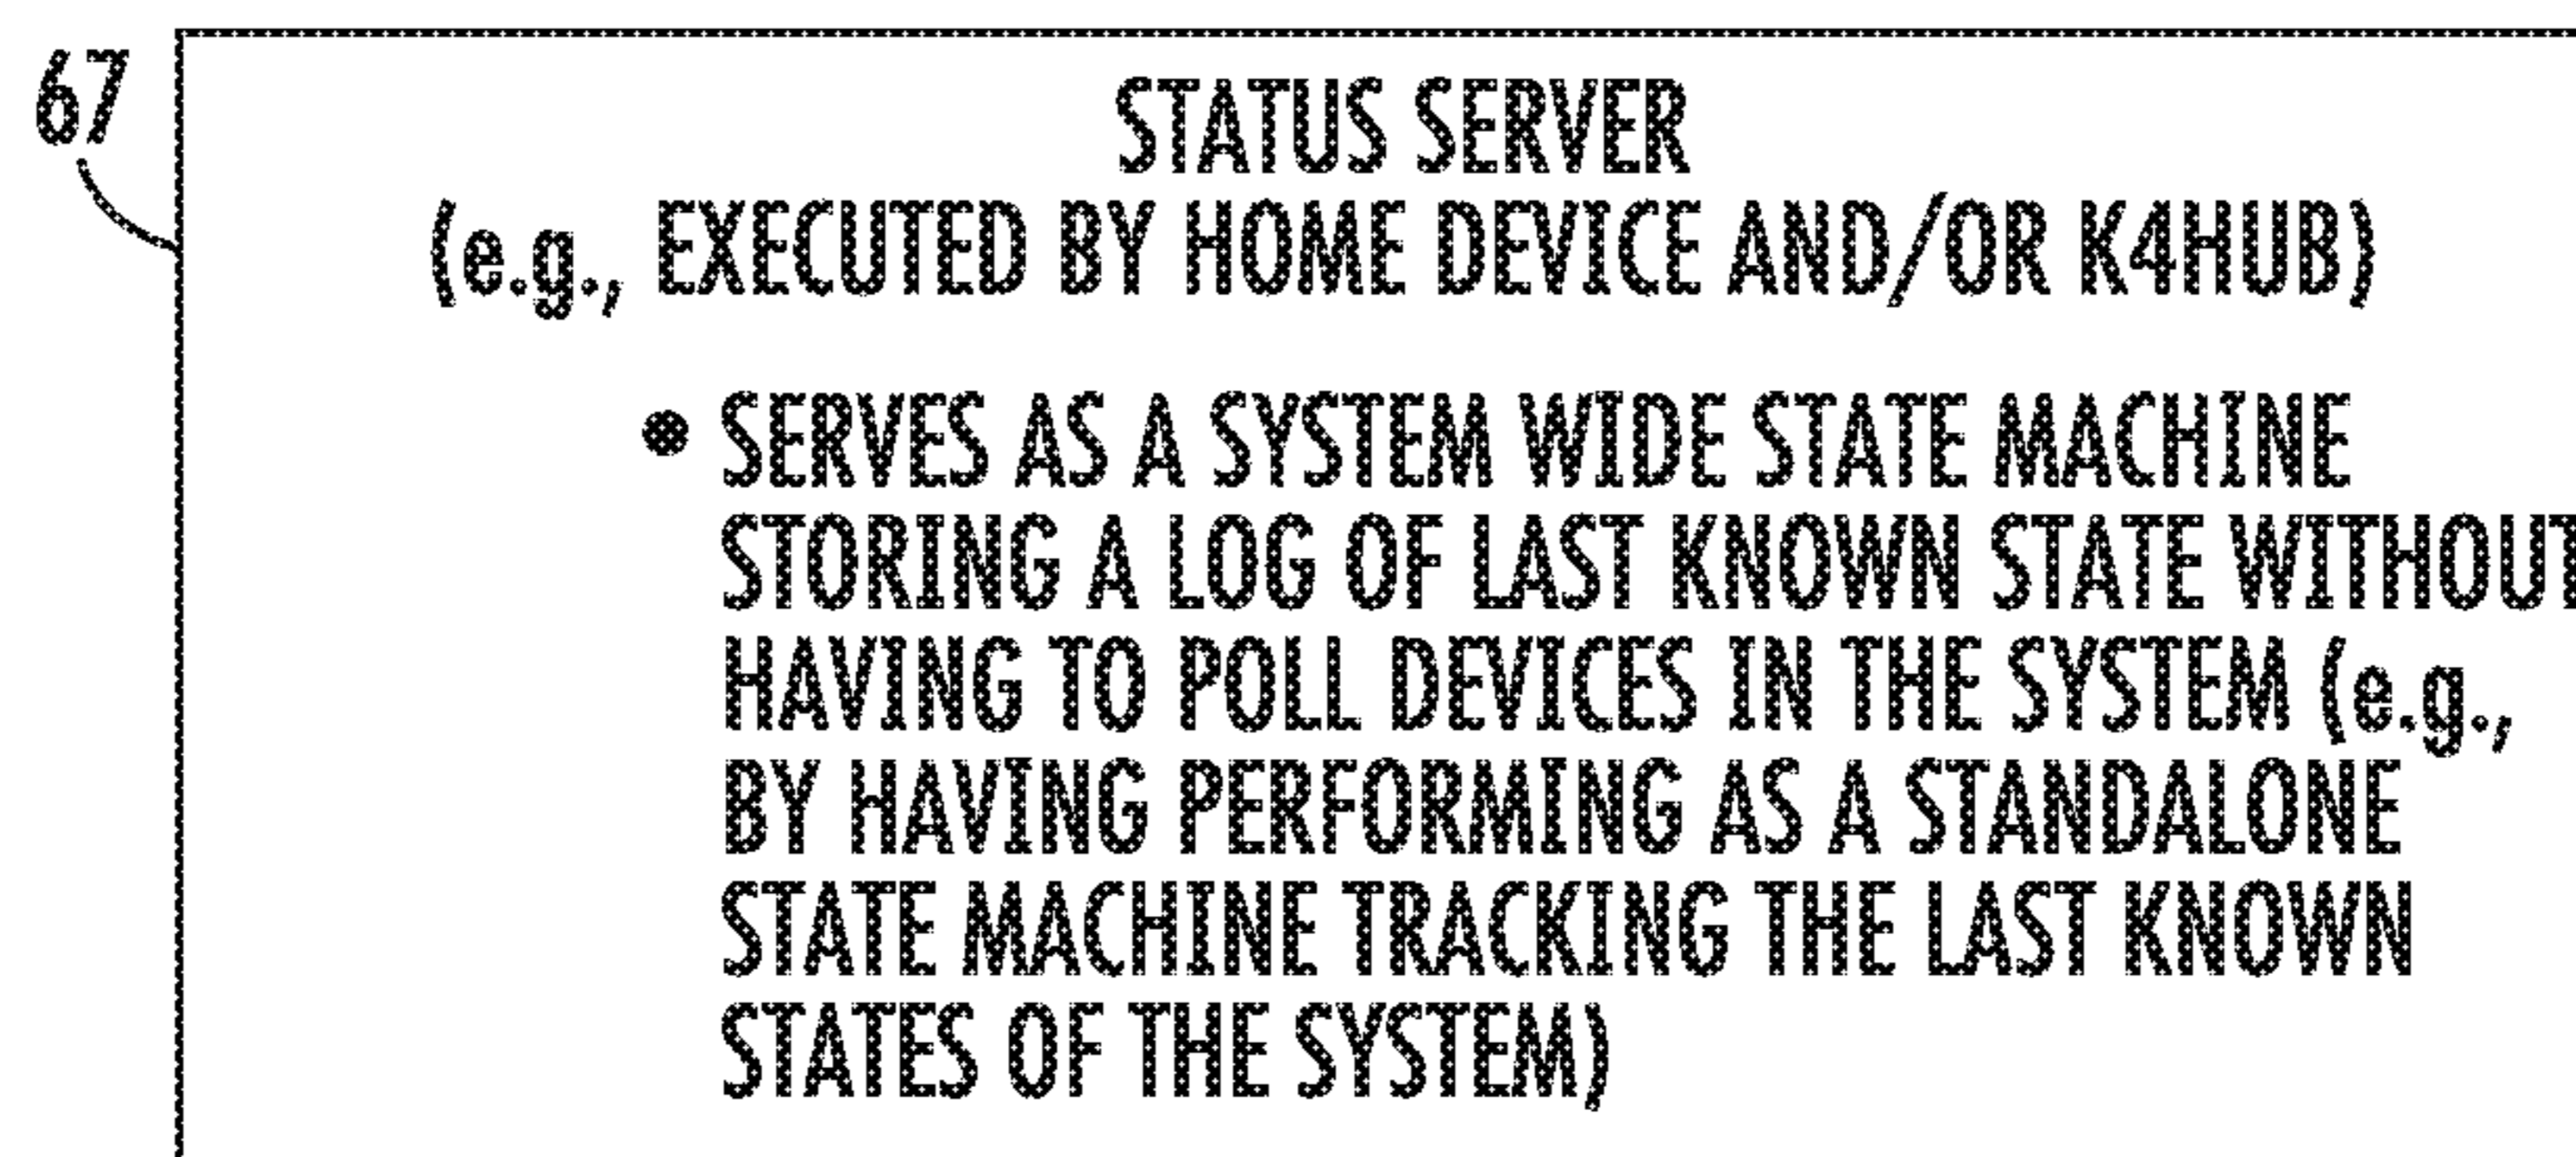 67
STATUS SERVER
(e.g., EXECUTED BY HOME DEVICE AND/OR K4HUB)
• SERVES AS A SYSTEM WIDE STATE MACHINE
STORING A LOG OF LAST KNOWN STATE WITHOUT
HAVING TO POLL DEVICES IN THE SYSTEM (e.g.,
BY HAVING PERFORMING AS A STANDALONE
STATE MACHINE TRACKING THE LAST KNOWN
STATES OF THE SYSTEM)